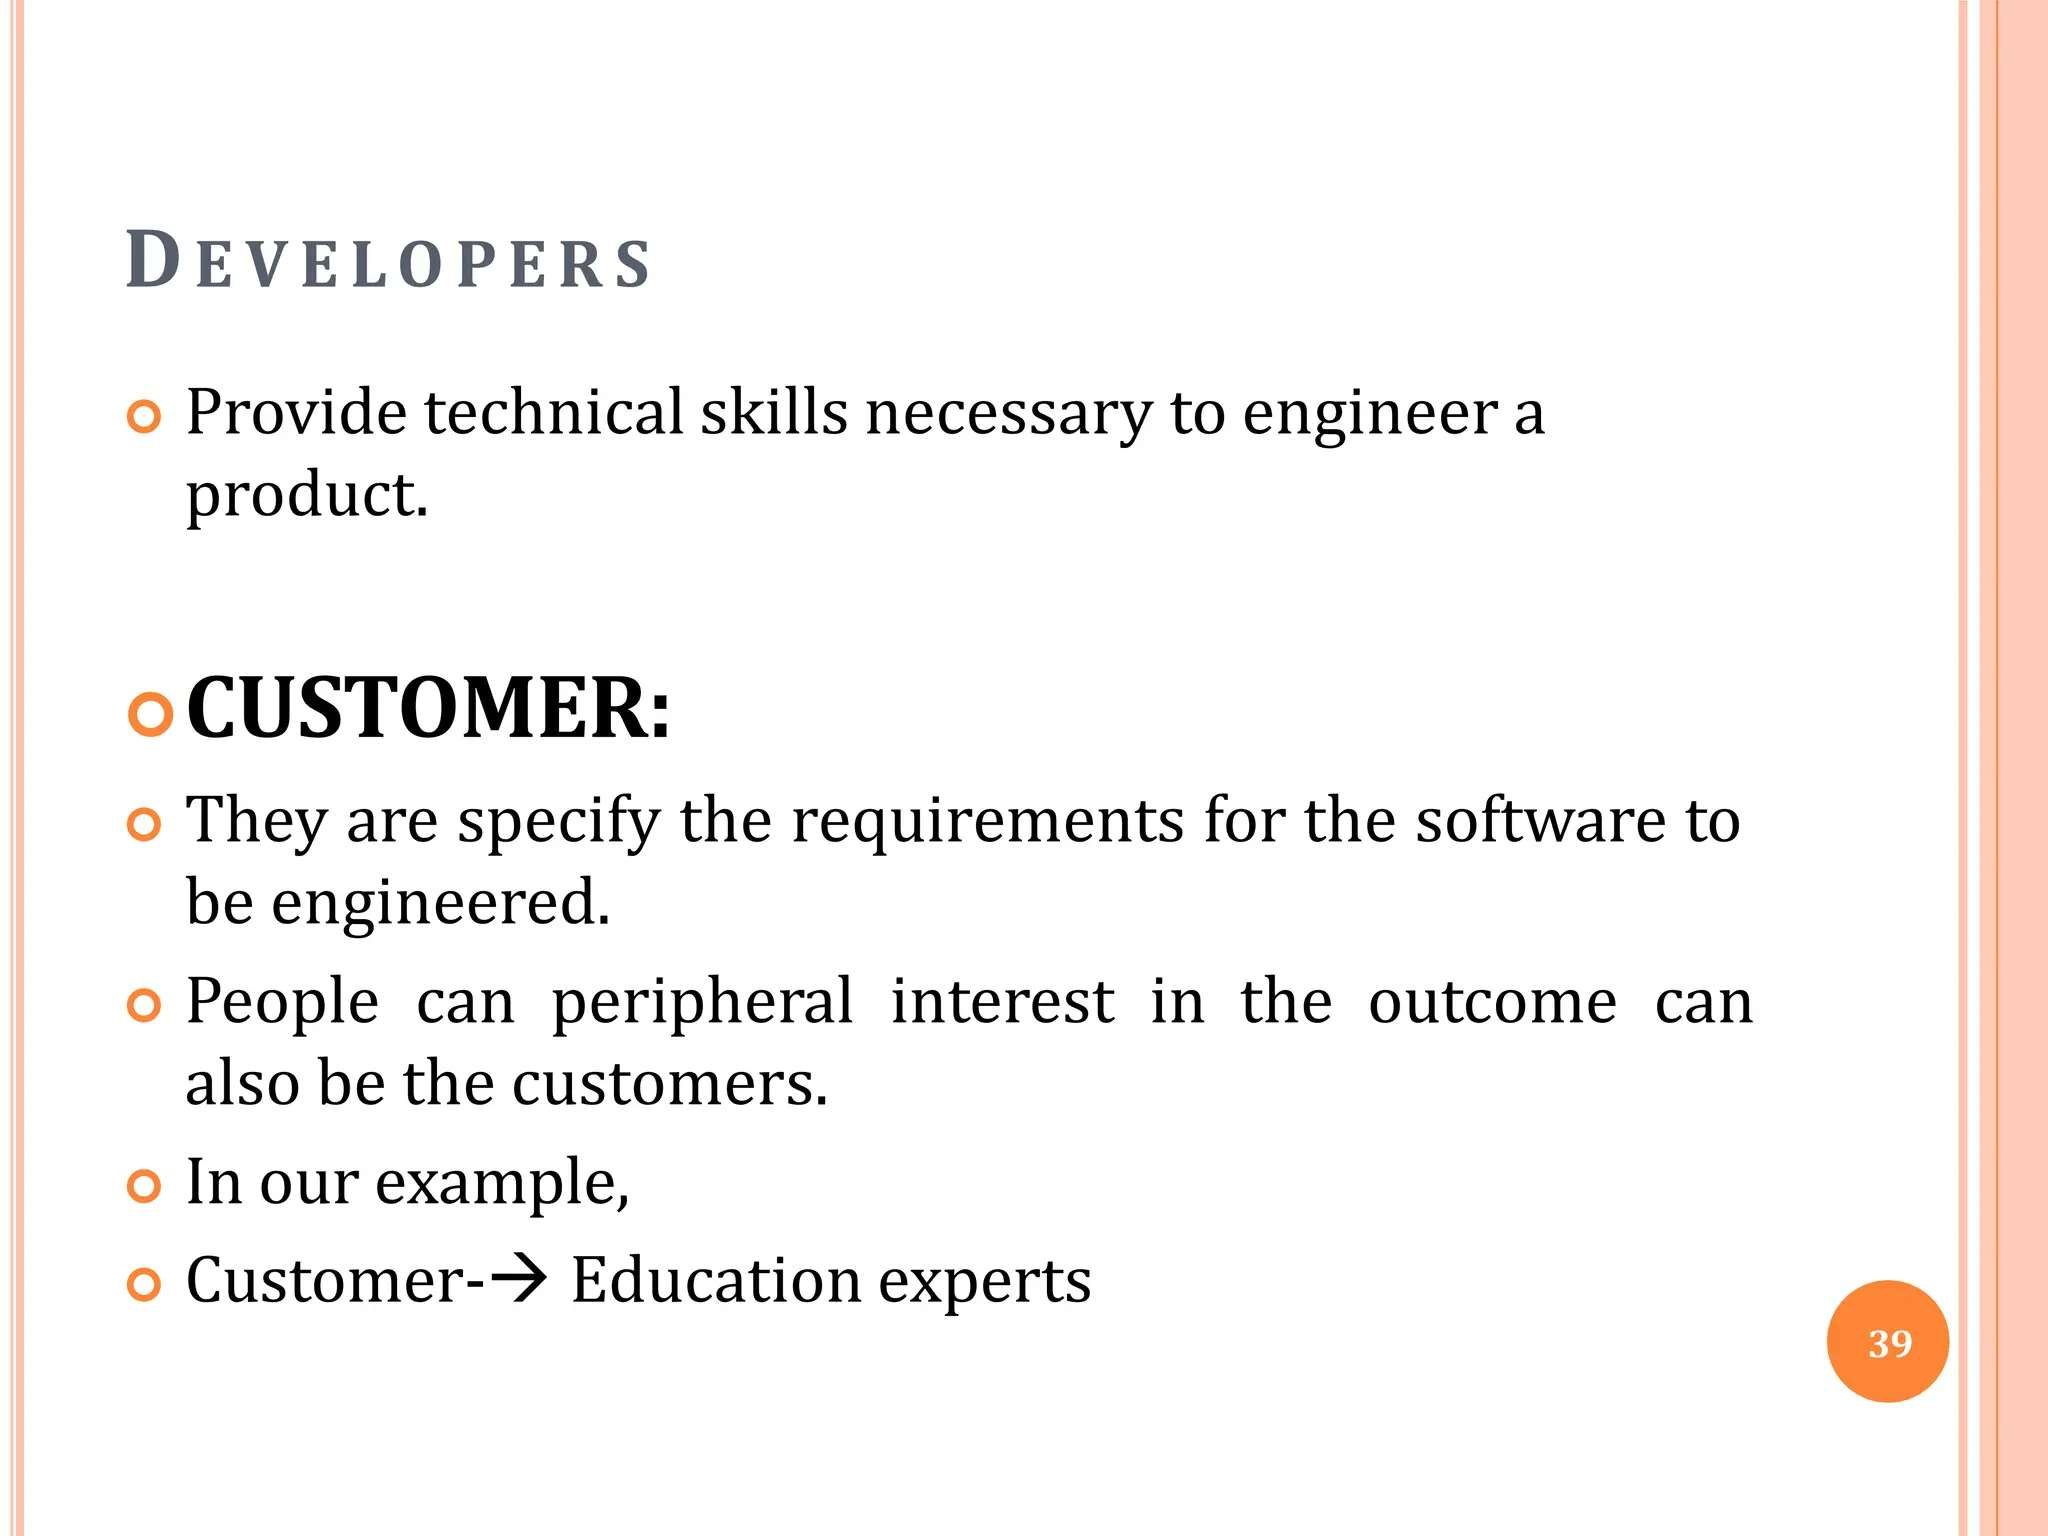 DEVELOPERS
Provide technical skills necessary to engineer a
product.
CUSTOMER:
They are specify the requirements for the software to
be engineered.
People can peripheral interest in the outcome can
also be the customers.
In our example,
Customer-→ Education experts
39